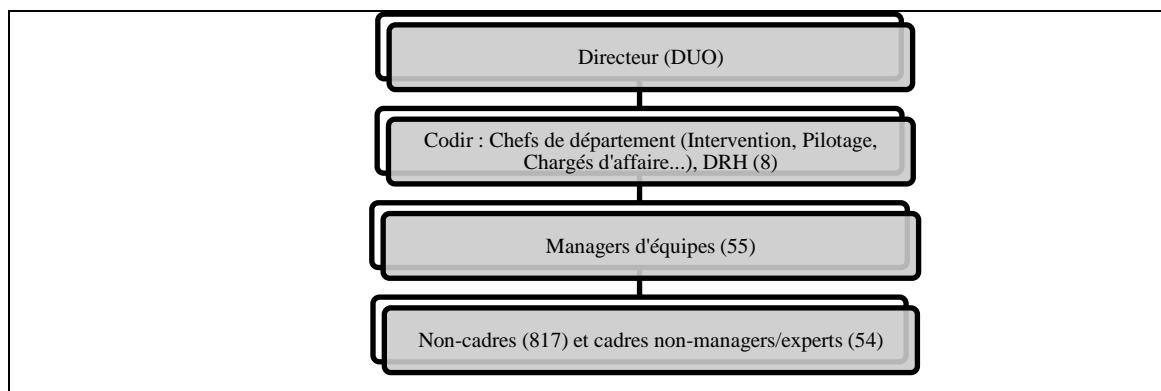 Directeur (DUO)
Codir : Chefs de département (Intervention, Pilotage,
Chargés d'affaire...), DRH (8)
Managers d'équipes (55)
Non-cadres (817) et cadres non-managers/experts (54)